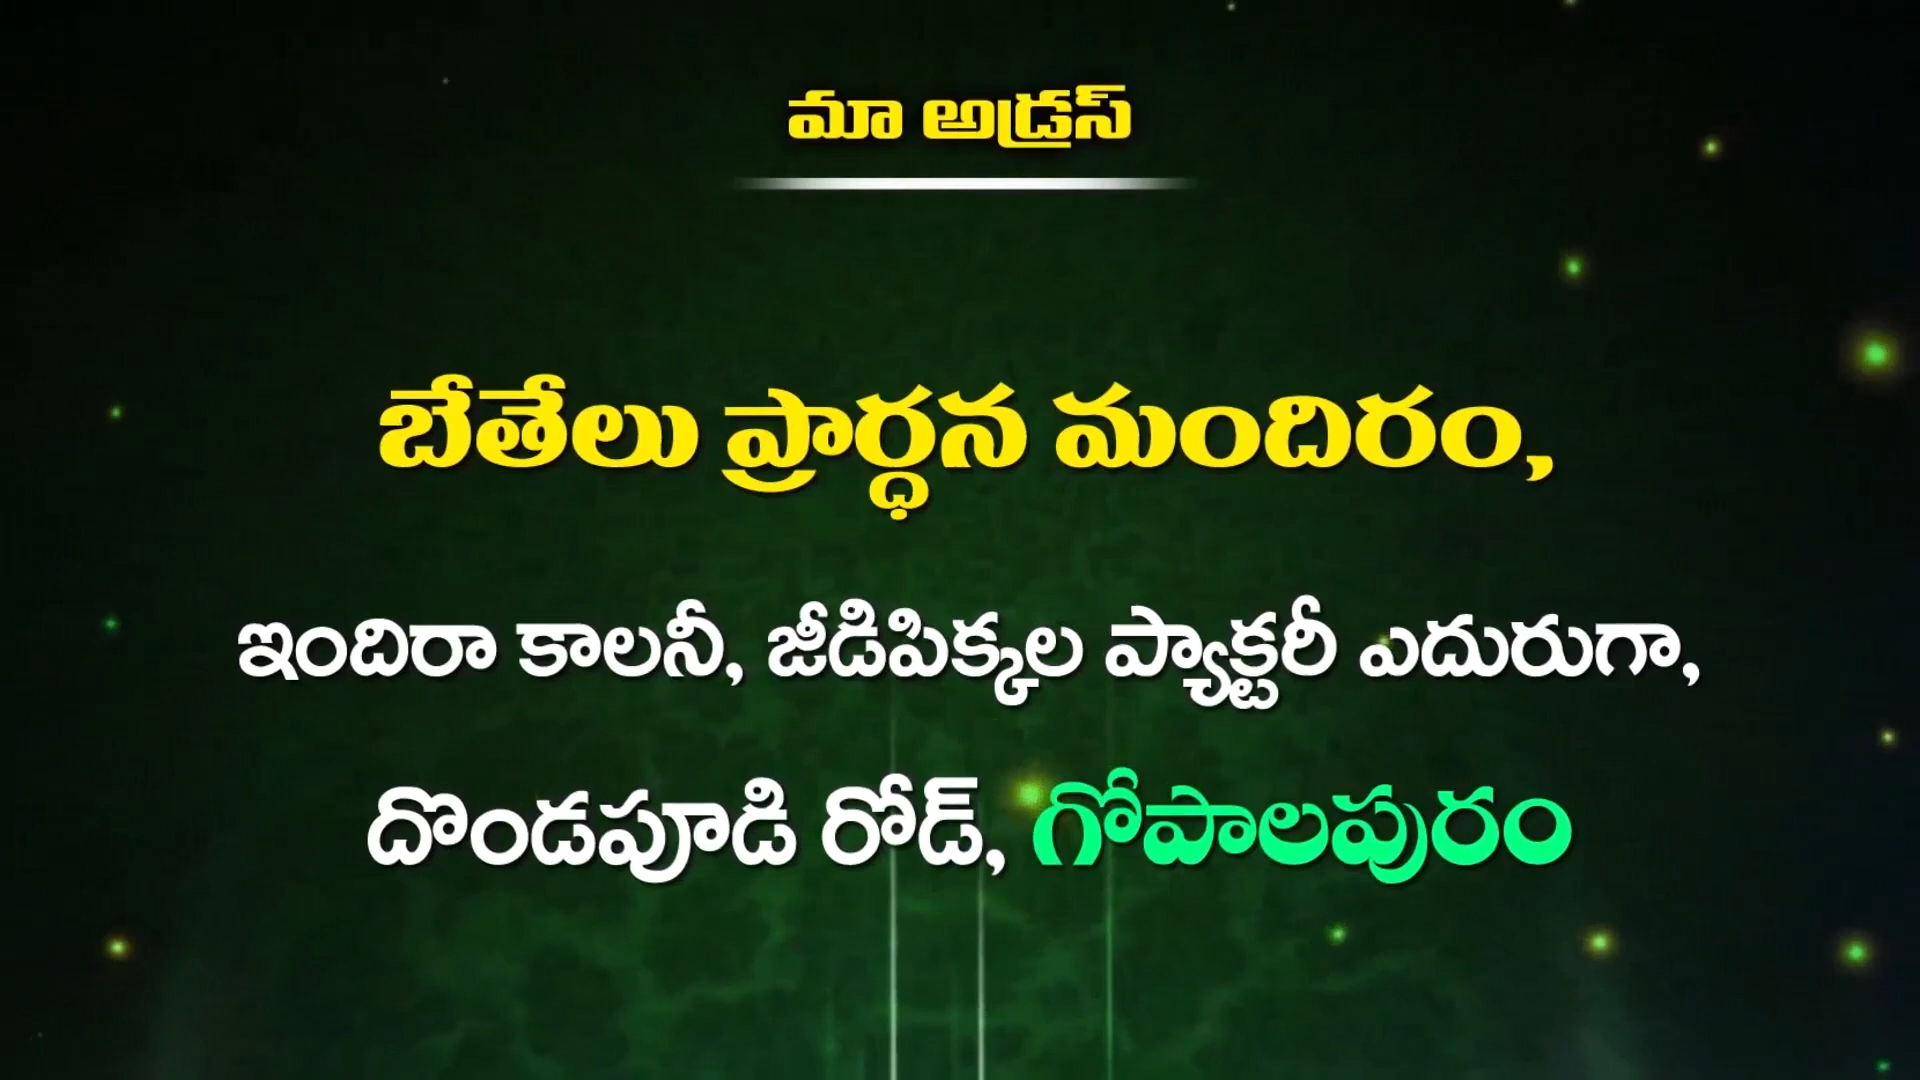 మా అడ్రస్
బేతేలు ప్రార్ధన మందిరం,
ఇందిరా కాలనీ, జీడిపిక్కల ప్యాక్టరీ ఎదురుగా,
దొండపూడి రోడ్, గోపాలపురం